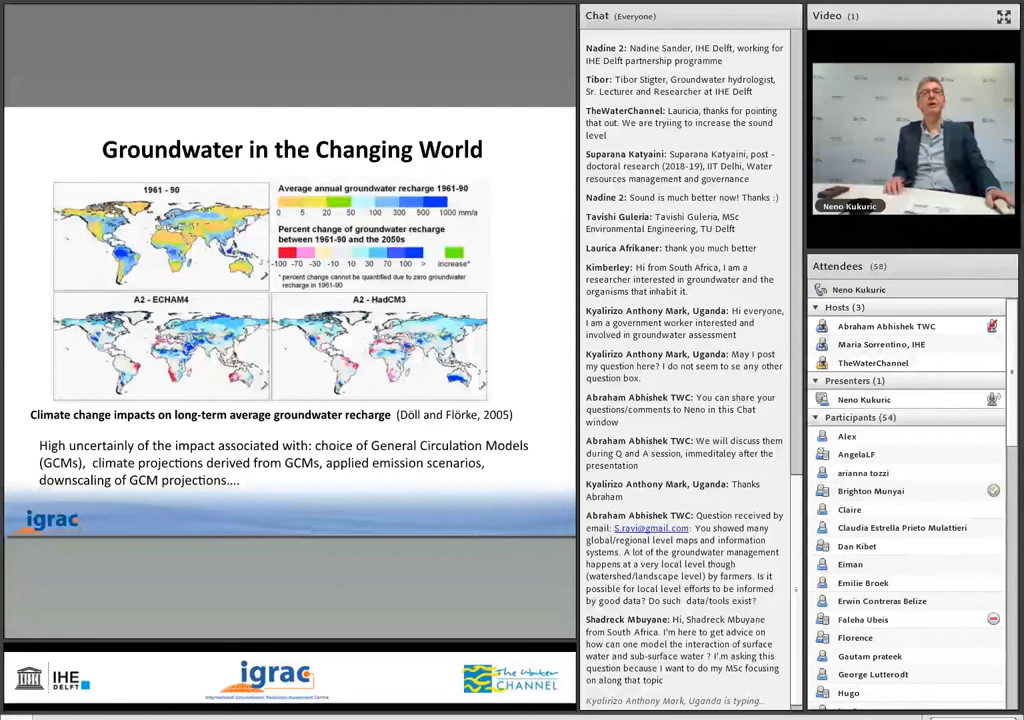 Groundwater in the Changing World
1961 - 90
Average annual groundwater recharge 1961-90
0 5 20 50 100 300 500 1000 mm/a
Percent change of groundwater recharge
between 1961-90 and the 2050s
-100 -70 -30 -10 10 30 70 100 > increase*
* percent change cannot be quantified due to zero groundwater
recharge in 1961-90
A2 - ECHAM4
A2 - HadCM3
Climate change impacts on long-term average groundwater recharge (Döll and Flörke, 2005)
High uncertainly of the impact associated with: choice of General Circulation Models
(GCMs), climate projections derived from GCMs, applied emission scenarios,
downscaling of GCM projections....
igrac
IHE
DELFT
igrac
International Groundwater Resources Assessment Centre
The Water
CHANNEL
Chat (Everyone)
Nadine 2: Nadine Sander, IHE Delft, working for
IHE Delft partnership programme
Tibor: Tibor Stigter, Groundwater hydrologist,
Sr. Lecturer and Researcher at IHE Delft
TheWaterChannel: Lauricia, thanks for pointing
that out. We are tryiing to increase the sound
level
Suparana Katyaini: Suparana Katyaini, post -
doctoral research (2018-19), IIT Delhi, Water
resources management and governance
Nadine 2: Sound is much better now! Thanks :)
Tavishi Guleria: Tavishi Guleria, MSc
Environmental Engineering, TU Delft
Laurica Afrikaner: thank you much better
Kimberley: Hi from South Africa, I am a
researcher interested in groundwater and the
organisms that inhabit it.
Kyalirizo Anthony Mark, Uganda: Hi everyone,
I am a government worker interested and
involved in groundwater assessment
Kyalirizo Anthony Mark, Uganda: May I post
my question here? I do not seem to se any other
question box.
Abraham Abhishek TWC: You can share your
questions/comments to Neno in this Chat
window
Abraham Abhishek TWC: We will discuss them
during Q and A session, immeditaley after the
presentation
Kyalirizo Anthony Mark, Uganda: Thanks
Abraham
Abraham Abhishek TWC: Question received by
email: S.ravi@gmail.com: You showed many
global/regional level maps and information
systems. A lot of the groundwater management
happens at a very local level though
(watershed/landscape level) by farmers. Is it
possible for local level efforts to be informed
by good data? Do such data/tools exist?
Shadreck Mbuyane: Hi, Shadreck Mbuyane
from South Africa. I'm here to get advice on
how can one model the interaction of surface
water and sub-surface water ? I'.m asking this
question because I want to do my MSc focusing
on along that topic
Kyalirizo Anthony Mark, Uganda is typing...
Video (1)
Neno Kukuric
Attendees (58)
Neno Kukuric
Hosts (3)
Abraham Abhishek TWC
Maria Sorrentino, IHE
TheWaterChannel
Presenters (1)
Neno Kukuric
Participants (54)
Alex
AngelaLF
arianna tozzi
Brighton Munyai
Claire
Claudia Estrella Prieto Mulattieri
Dan Kibet
Eiman
Emilie Broek
Erwin Contreras Belize
Faleha Ubeis
Florence
Gautam prateek
George Lutterodt
Hugo